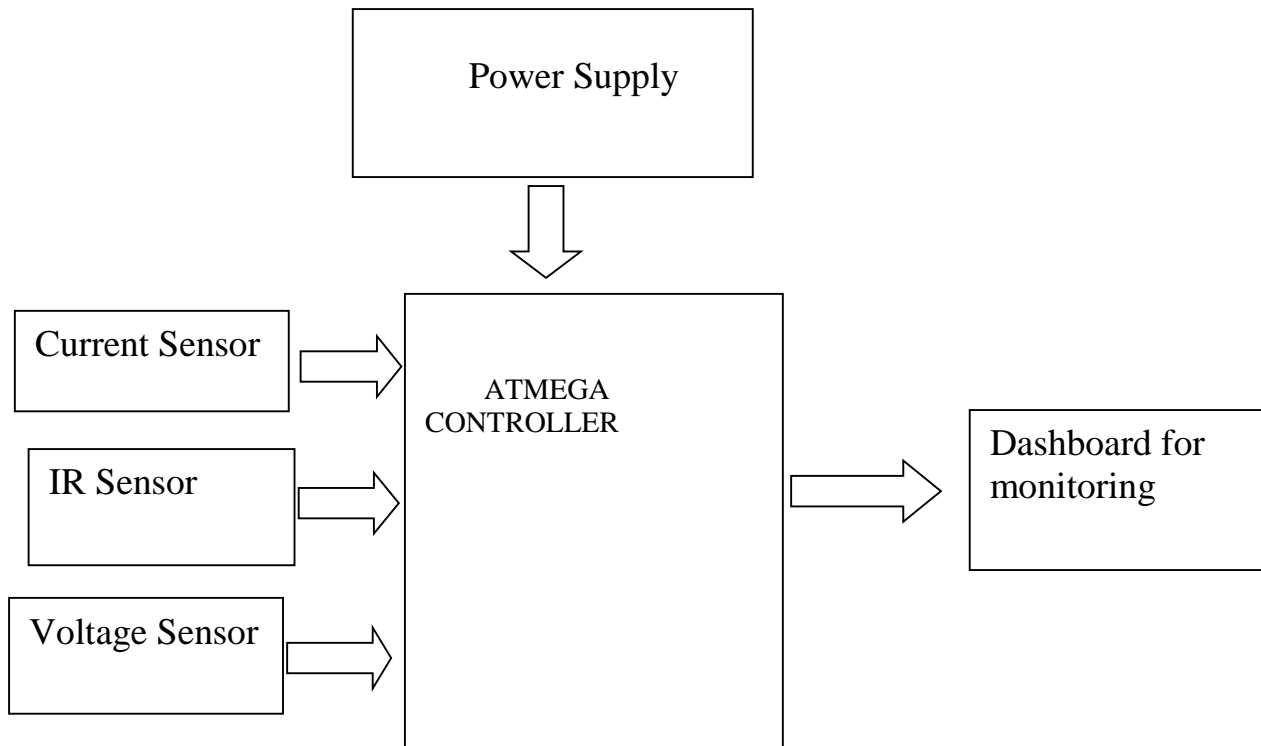 Power Supply
Current Sensor
ATMEGA
CONTROLLER
IR Sensor
Voltage Sensor
Dashboard for
monitoring